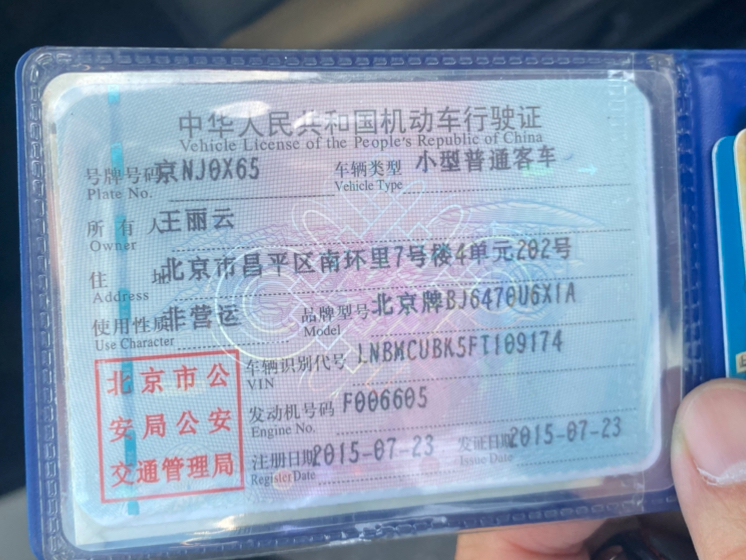 中华人民共和国机动车行驶证
Vehicle License of the People's Republic of China
号牌号码 京NJ0X65 车辆类型 小型普通客车
Plate No. Vehicle Type
所有人 王丽云
Owner
住址 北京市昌平区南环里7号楼4单元202号
Address
使用性质 非营运 品牌型号 北京牌BJ6470U6X1A
Use Character Model
车辆识别代号 LNBMCUBK5FT109174
VIN
发动机号码 F006605
Engine No.
注册日期 2015-07-23 发证日期 2015-07-23
Register Date Issue Date
北京市公
安局公安
交通管理局